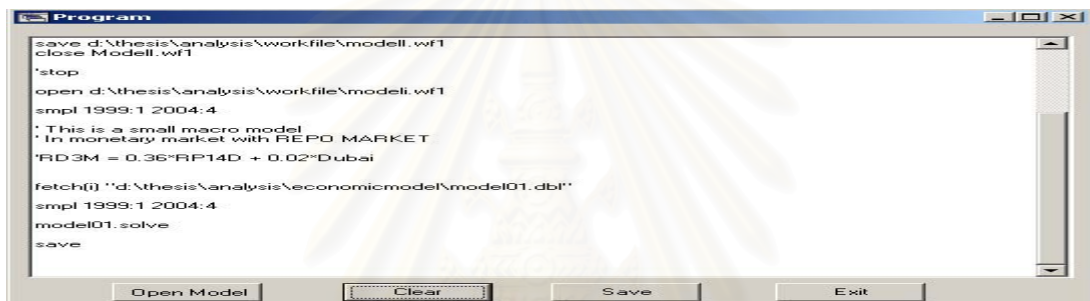 Program
save d:\thesis\analysis\workfile\modell.wf1
close Modell.wf1
'stop
open d:\thesis\analysis\workfile\modeli.wf1
smpl 1999:1 2004:4
' This is a small macro model
' In monetary market with REPO MARKET
'RD3M = 0.36*RP14D + 0.02*Dubai
fetch(i) "d:\thesis\analysis\economicmodel\model01.dbl"
smpl 1999:1 2004:4
model01.solve
save
Open Model
Clear
Save
Exit